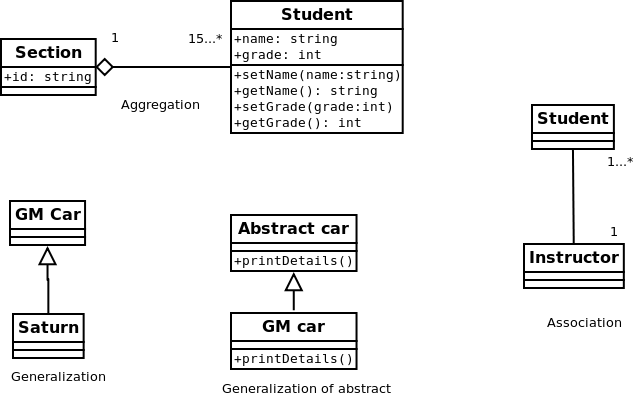 Student
+name: string
+grade: int
+setName(name:string)
+getName(): string
+setGrade(grade:int)
+getGrade(): int
1
15...*
Section
+id: string
Aggregation
Student
1...*
1
Instructor
Association
GM Car
Saturn
Generalization
Abstract car
+printDetails()
GM car
+printDetails()
Generalization of abstract